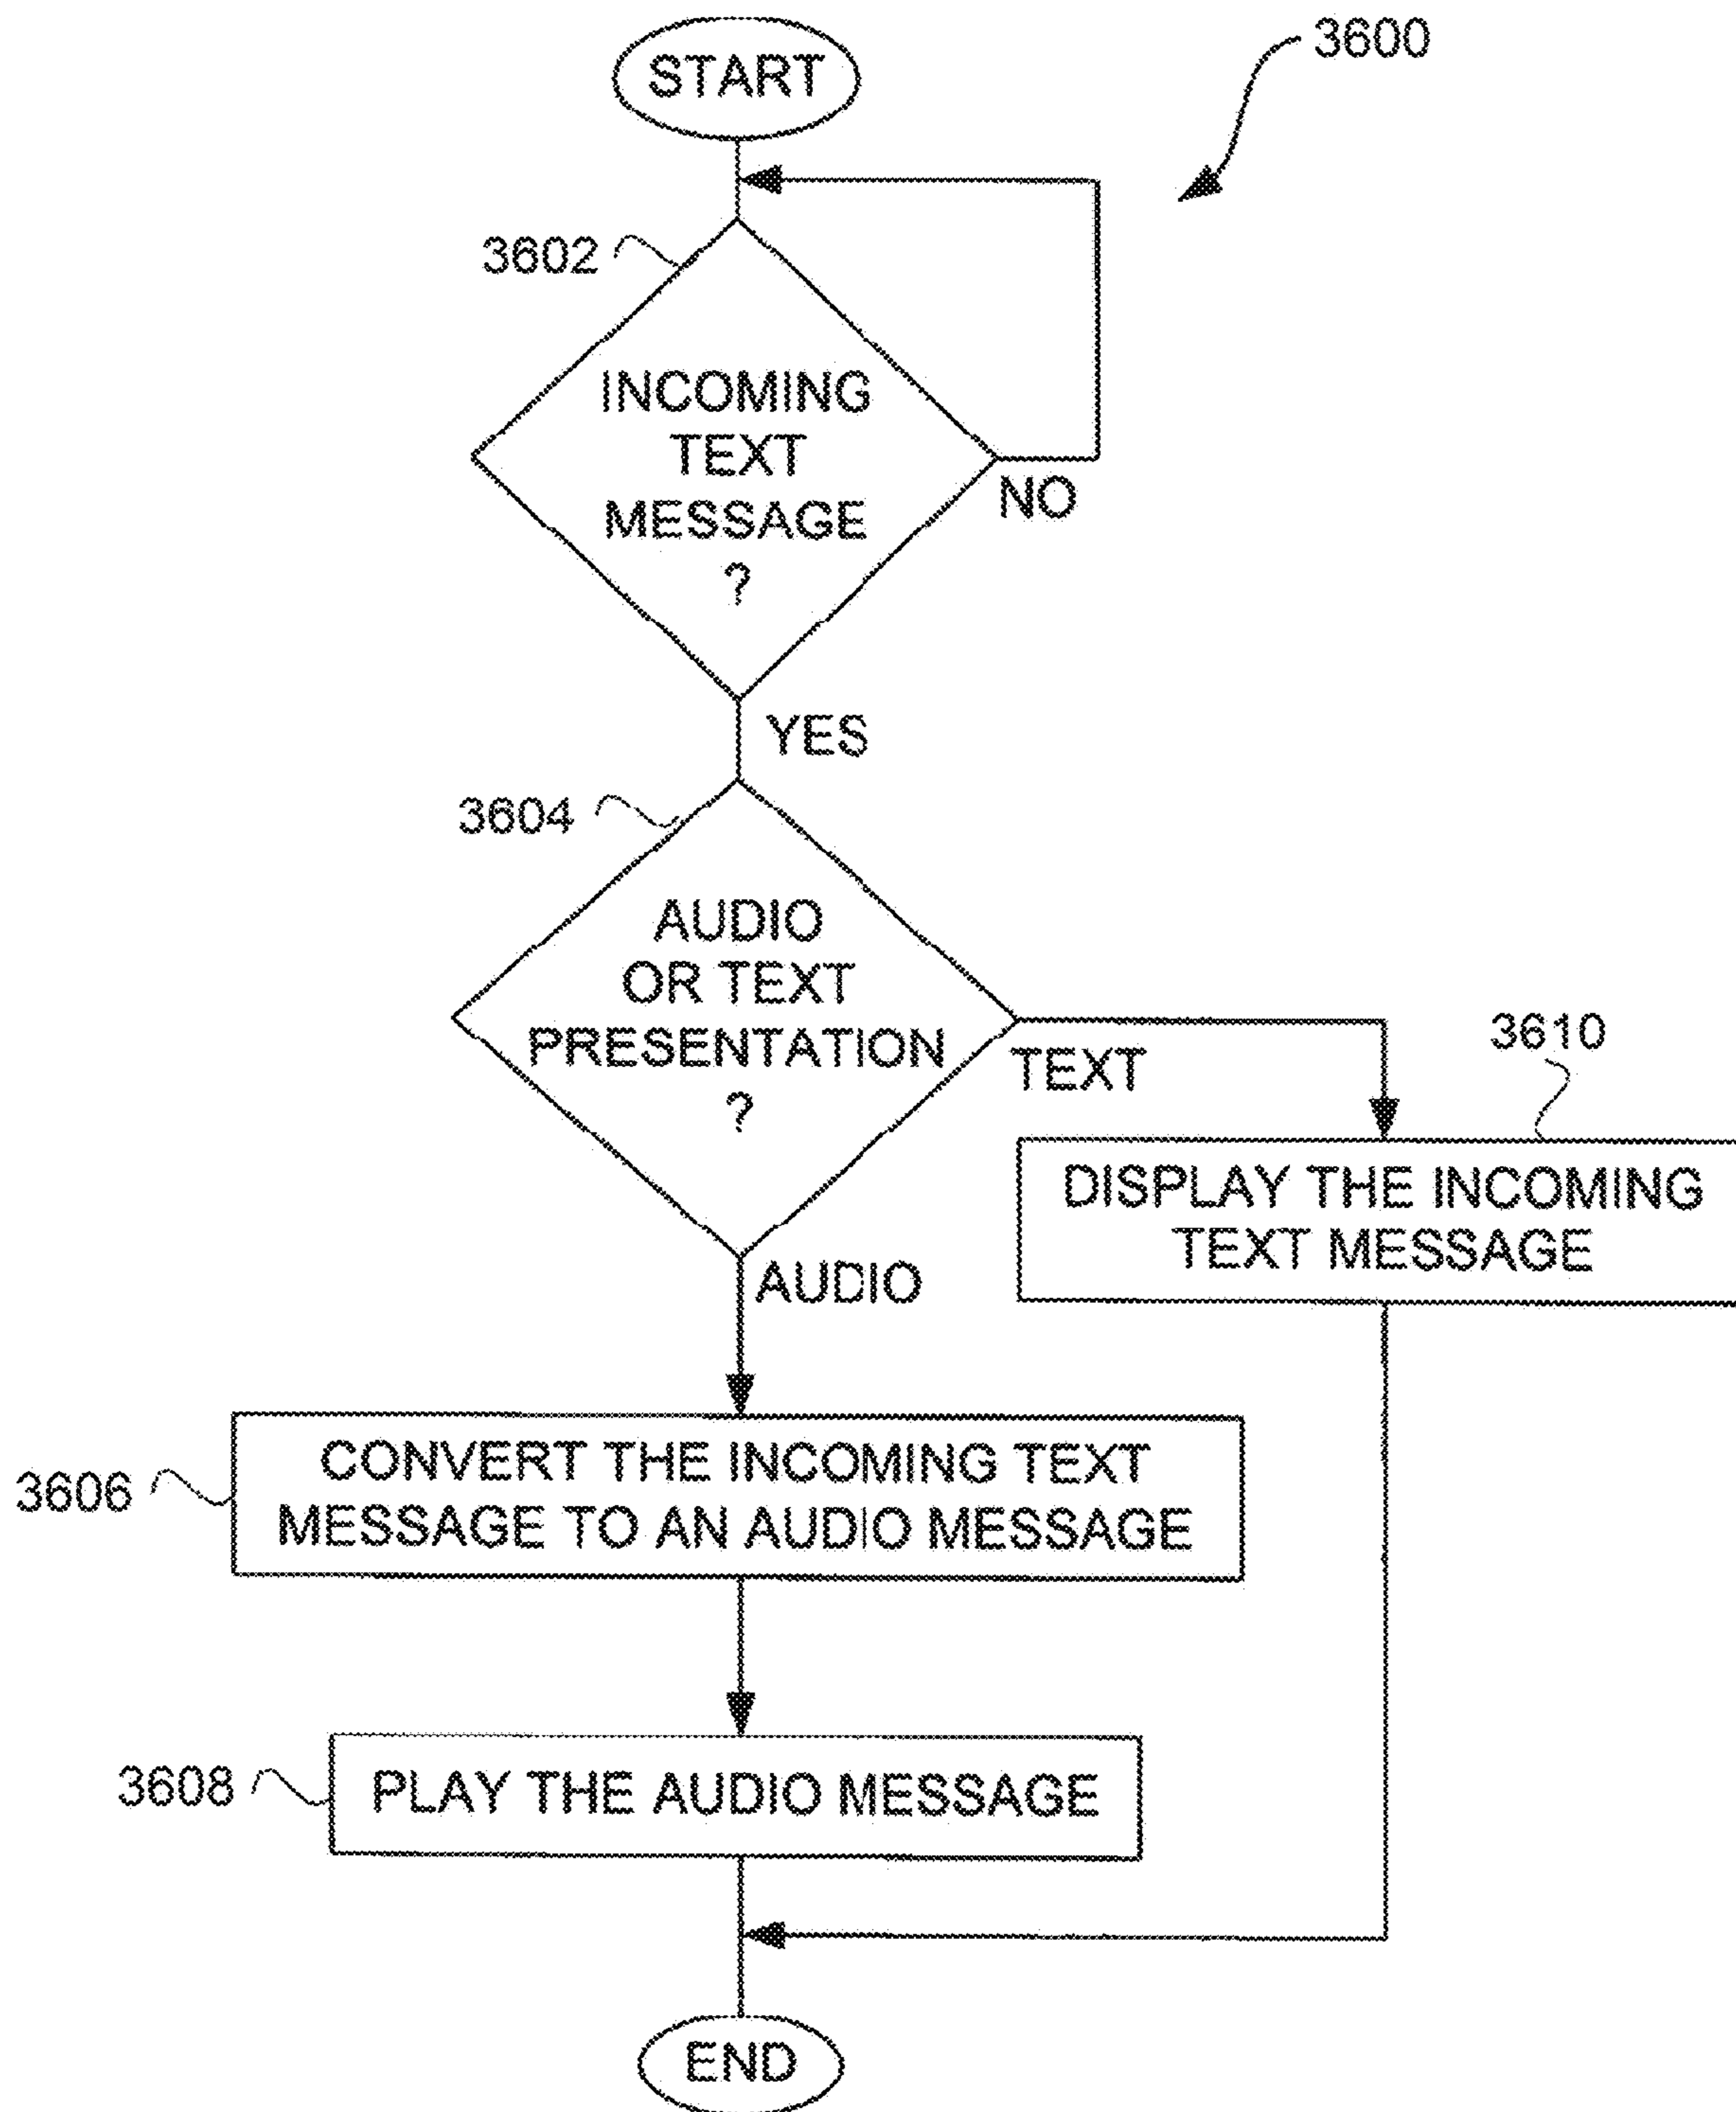 START
3600
3602
INCOMING
TEXT
MESSAGE
?
NO
YES
3604
AUDIO
OR TEXT
PRESENTATION
?
TEXT
3610
DISPLAY THE INCOMING
TEXT MESSAGE
AUDIO
3606
CONVERT THE INCOMING TEXT
MESSAGE TO AN AUDIO MESSAGE
3608
PLAY THE AUDIO MESSAGE
END